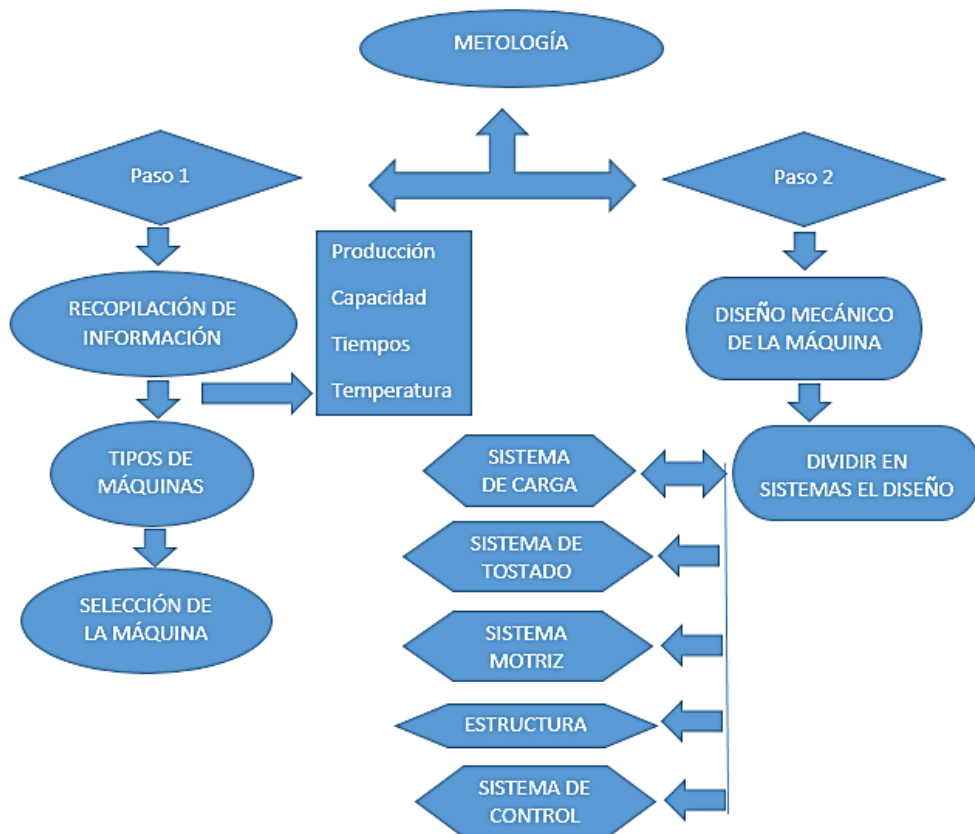 METOLOGÍA
Paso 1
RECOPILACIÓN DE
INFORMACIÓN
Producción
Capacidad
Tiempos
Temperatura
TIPOS DE
MÁQUINAS
SELECCIÓN DE
LA MÁQUINA
Paso 2
DISEÑO MECÁNICO
DE LA MÁQUINA
DIVIDIR EN
SISTEMAS EL DISEÑO
SISTEMA
DE CARGA
SISTEMA DE
TOSTADO
SISTEMA
MOTRIZ
ESTRUCTURA
SISTEMA DE
CONTROL